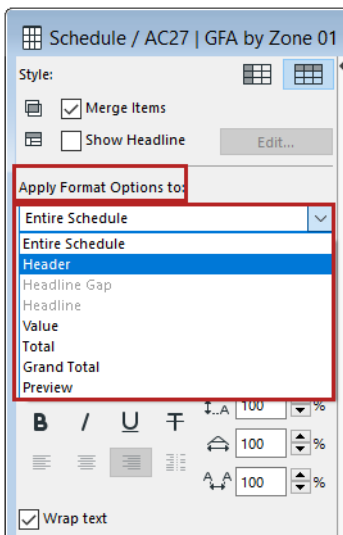 Schedule / AC27 | GFA by Zone 01
Style:
Merge Items
Show Headline Edit...
Apply Format Options to:
Entire Schedule
Entire Schedule
Header
Headline Gap
Headline
Value
Total
Grand Total
Preview
B I U T A 100 %
100 %
A A 100 %
Wrap text